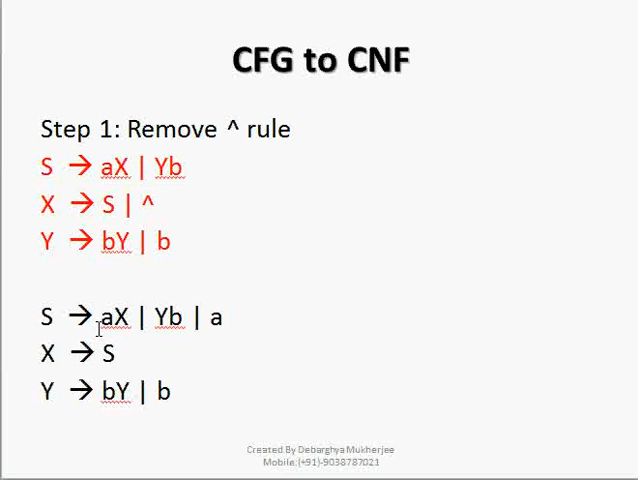 CFG to CNF
Step 1: Remove ^ rule
S → aX | Yb
X → S | ^
Y → bY | b
S → aX | Yb | a
X → S
Y → bY | b
Created By Debarghya Mukherjee
Mobile:(+91)-9038787021